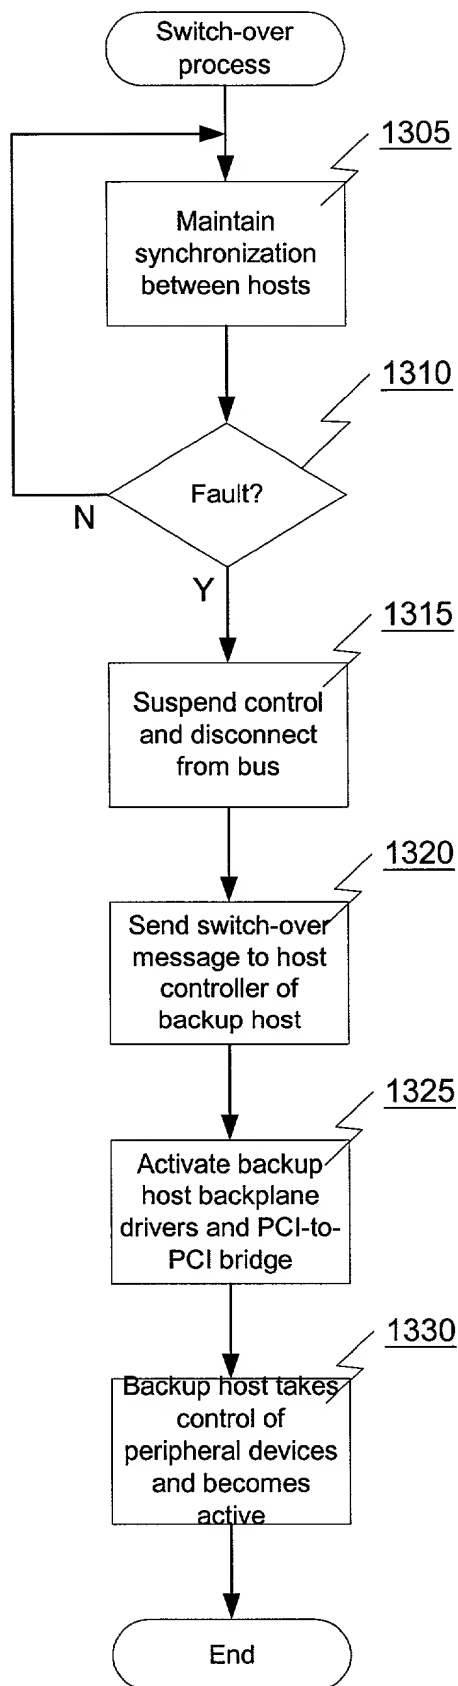 Switch-over
process
1305
Maintain
synchronization
between hosts
1310
Fault?
N
Y
1315
Suspend control
and disconnect
from bus
1320
Send switch-over
message to host
controller of
backup host
1325
Activate backup
host backplane
drivers and PCI-to-
PCI bridge
1330
Backup host takes
control of
peripheral devices
and becomes
active
End